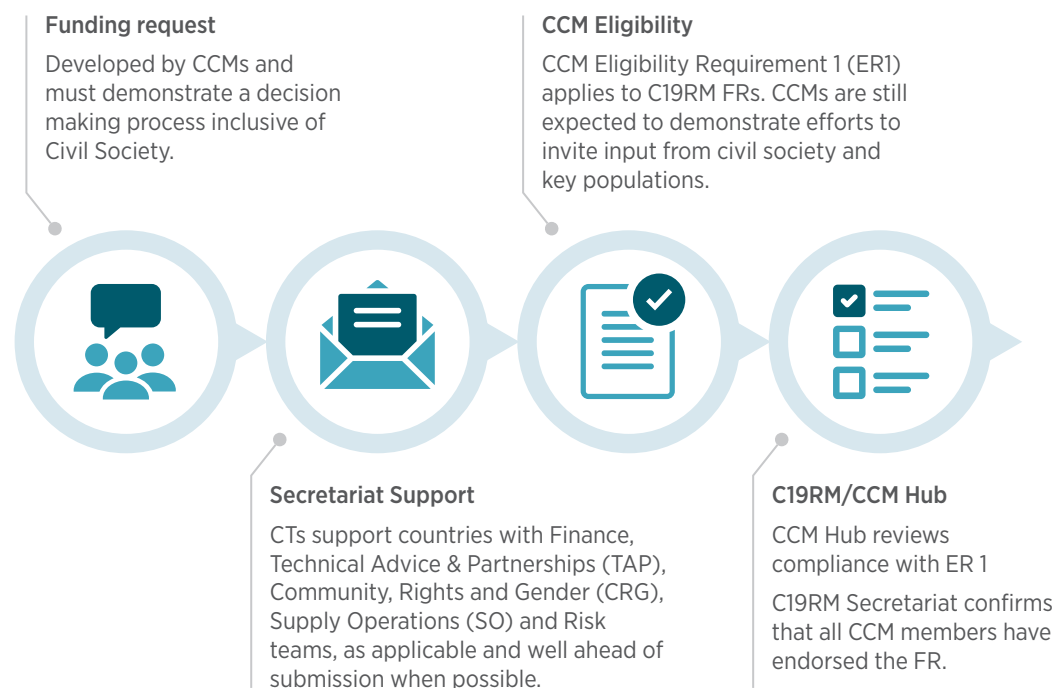 Funding request
Developed by CCMs and
must demonstrate a decision
making process inclusive of
Civil Society.
CCM Eligibility
CCM Eligibility Requirement 1 (ER1)
applies to C19RM FRs. CCMs are still
expected to demonstrate efforts to
invite input from civil society and
key populations.
Secretariat Support
CTs support countries with Finance,
Technical Advice & Partnerships (TAP),
Community, Rights and Gender (CRG),
Supply Operations (SO) and Risk
teams, as applicable and well ahead of
submission when possible.
C19RM/CCM Hub
CCM Hub reviews
compliance with ER 1
C19RM Secretariat confirms
that all CCM members have
endorsed the FR.